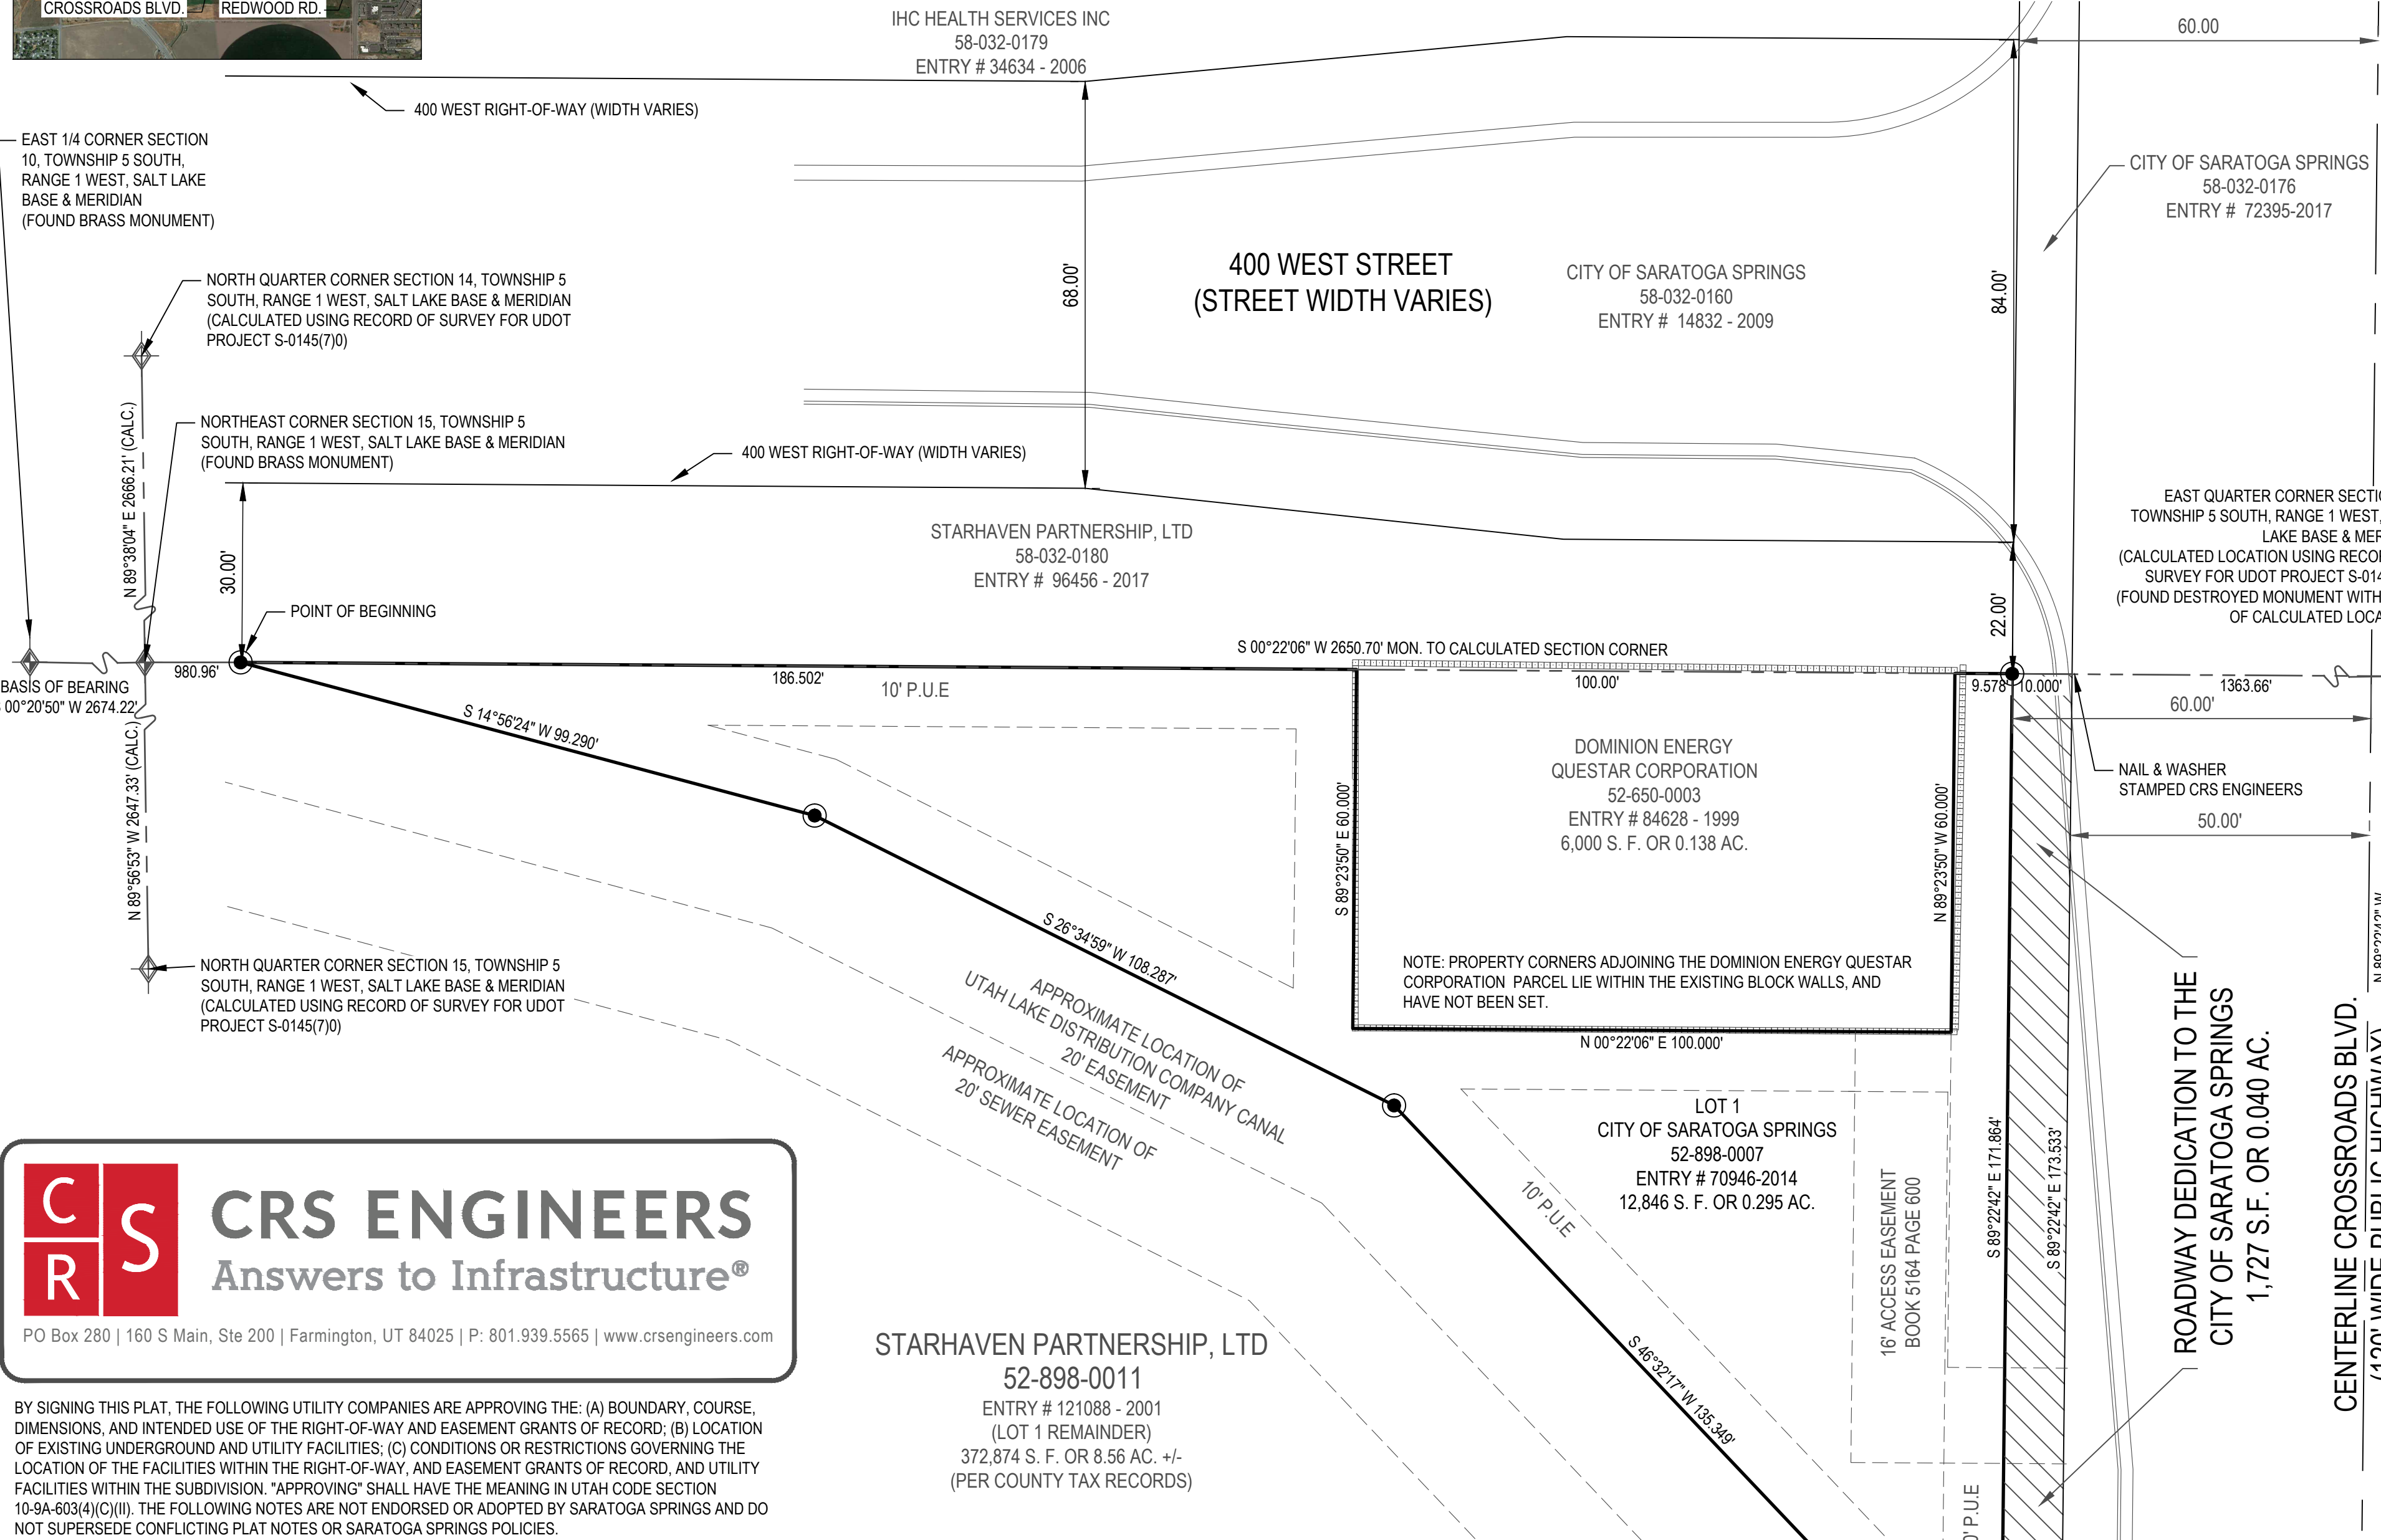 CROSSROADS BLVD.
REDWOOD RD.
IHC HEALTH SERVICES INC
58-032-0179
ENTRY # 34634 - 2006
60.00
400 WEST RIGHT-OF-WAY (WIDTH VARIES)
EAST 1/4 CORNER SECTION
10, TOWNSHIP 5 SOUTH,
RANGE 1 WEST, SALT LAKE
BASE & MERIDIAN
(FOUND BRASS MONUMENT)
CITY OF SARATOGA SPRINGS
58-032-0176
ENTRY # 72395-2017
NORTH QUARTER CORNER SECTION 14, TOWNSHIP 5
SOUTH, RANGE 1 WEST, SALT LAKE BASE & MERIDIAN
(CALCULATED USING RECORD OF SURVEY FOR UDOT
PROJECT S-0145(7)0)
68.00'
400 WEST STREET
(STREET WIDTH VARIES)
CITY OF SARATOGA SPRINGS
58-032-0160
ENTRY # 14832 - 2009
84.00'
N 89°38'04" E 2666.21' (CALC.)
NORTHEAST CORNER SECTION 15, TOWNSHIP 5
SOUTH, RANGE 1 WEST, SALT LAKE BASE & MERIDIAN
(FOUND BRASS MONUMENT)
400 WEST RIGHT-OF-WAY (WIDTH VARIES)
30.00'
STARHAVEN PARTNERSHIP, LTD
58-032-0180
ENTRY # 96456 - 2017
EAST QUARTER CORNER SECTI
TOWNSHIP 5 SOUTH, RANGE 1 WEST,
LAKE BASE & MER
(CALCULATED LOCATION USING RECO
SURVEY FOR UDOT PROJECT S-014
(FOUND DESTROYED MONUMENT WITH
OF CALCULATED LOCA
22.00'
POINT OF BEGINNING
S 00°22'06" W 2650.70' MON. TO CALCULATED SECTION CORNER
980.96'
186.502'
10' P.U.E
100.00'
9.578'
10.000'
1363.66'
60.00'
BASIS OF BEARING
00°20'50" W 2674.22'
S 14°56'24" W 99.290'
N 89°56'53" W 2647.33' (CALC.)
DOMINION ENERGY
QUESTAR CORPORATION
52-650-0003
ENTRY # 84628 - 1999
6,000 S. F. OR 0.138 AC.
NAIL & WASHER
STAMPED CRS ENGINEERS
50.00'
S 89°23'50" E 60.000'
N 89°23'50" W 60.000'
S 26°34'59" W 108.287'
NOTE: PROPERTY CORNERS ADJOINING THE DOMINION ENERGY QUESTAR
CORPORATION PARCEL LIE WITHIN THE EXISTING BLOCK WALLS, AND
HAVE NOT BEEN SET.
NORTH QUARTER CORNER SECTION 15, TOWNSHIP 5
SOUTH, RANGE 1 WEST, SALT LAKE BASE & MERIDIAN
(CALCULATED USING RECORD OF SURVEY FOR UDOT
PROJECT S-0145(7)0)
APPROXIMATE LOCATION OF
UTAH LAKE DISTRIBUTION COMPANY CANAL
20' EASEMENT
APPROXIMATE LOCATION OF
20' SEWER EASEMENT
N 00°22'06" E 100.000'
LOT 1
CITY OF SARATOGA SPRINGS
52-898-0007
ENTRY # 70946-2014
12,846 S. F. OR 0.295 AC.
10' P.U.E
16' ACCESS EASEMENT
BOOK 5164 PAGE 600
S 89°22'42" E 171.864'
S 89°22'42" E 173.533'
ROADWAY DEDICATION TO THE
CITY OF SARATOGA SPRINGS
1,727 S.F. OR 0.040 AC.
CENTERLINE CROSSROADS BLVD.
(120' WIDE PUBLIC HIGHWAY)
N 89°22'42" W
S 46°32'17" W 135.349'
' P.U.E
C
R
S
CRS ENGINEERS
Answers to Infrastructure®
PO Box 280 | 160 S Main, Ste 200 | Farmington, UT 84025 | P: 801.939.5565 | www.crsengineers.com
STARHAVEN PARTNERSHIP, LTD
52-898-0011
ENTRY # 121088 - 2001
(LOT 1 REMAINDER)
372,874 S. F. OR 8.56 AC. +/-
(PER COUNTY TAX RECORDS)
BY SIGNING THIS PLAT, THE FOLLOWING UTILITY COMPANIES ARE APPROVING THE: (A) BOUNDARY, COURSE,
DIMENSIONS, AND INTENDED USE OF THE RIGHT-OF-WAY AND EASEMENT GRANTS OF RECORD; (B) LOCATION
OF EXISTING UNDERGROUND AND UTILITY FACILITIES; (C) CONDITIONS OR RESTRICTIONS GOVERNING THE
LOCATION OF THE FACILITIES WITHIN THE RIGHT-OF-WAY, AND EASEMENT GRANTS OF RECORD, AND UTILITY
FACILITIES WITHIN THE SUBDIVISION. "APPROVING" SHALL HAVE THE MEANING IN UTAH CODE SECTION
10-9A-603(4)(C)(II). THE FOLLOWING NOTES ARE NOT ENDORSED OR ADOPTED BY SARATOGA SPRINGS AND DO
NOT SUPERSEDE CONFLICTING PLAT NOTES OR SARATOGA SPRINGS POLICIES.